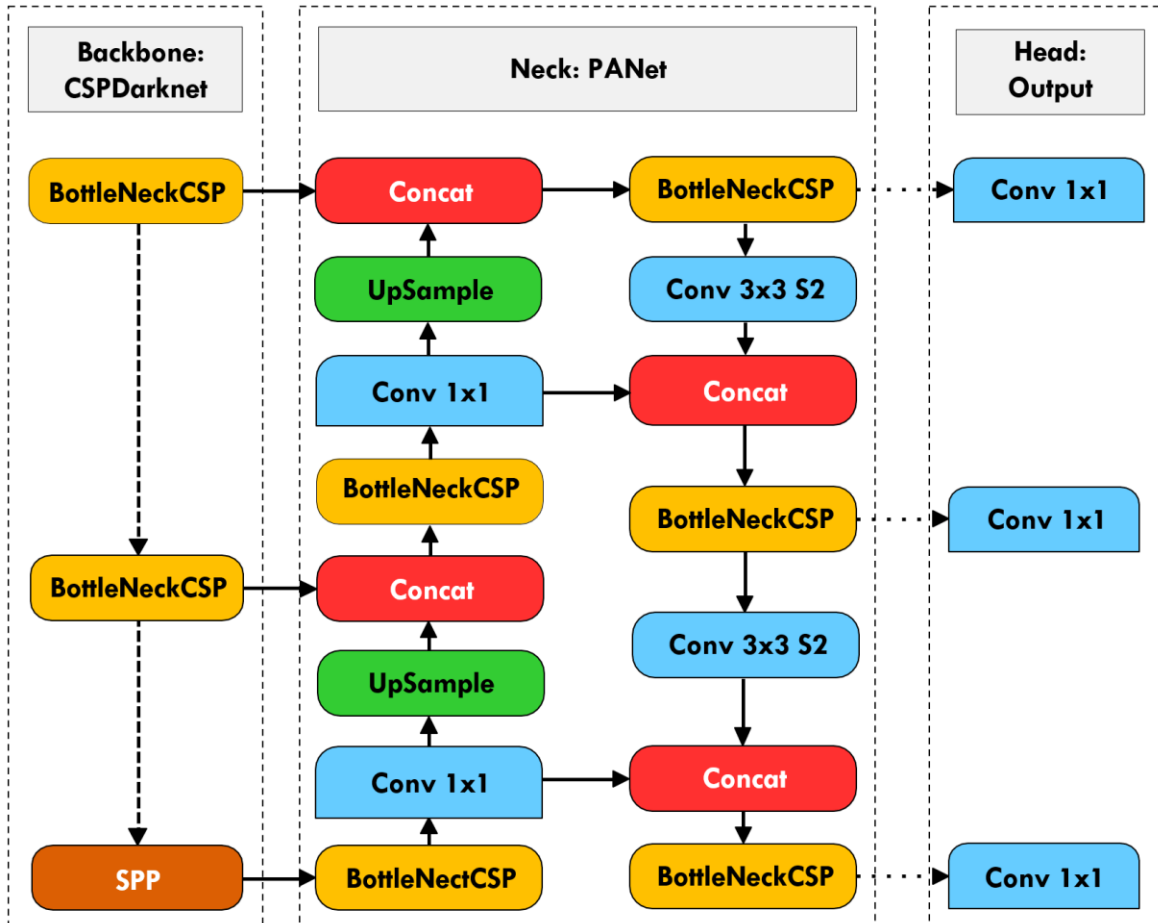 Backbone:
CSPDarknet
Neck: PANet
Head:
Output
BottleNeckCSP
Concat
BottleNeckCSP
Conv 1x1
UpSample
Conv 3x3 S2
Conv 1x1
Concat
BottleNeckCSP
BottleNeckCSP
Conv 1x1
BottleNeckCSP
Concat
Conv 3x3 S2
UpSample
Conv 1x1
Concat
SPP
BottleNectCSP
BottleNeckCSP
Conv 1x1